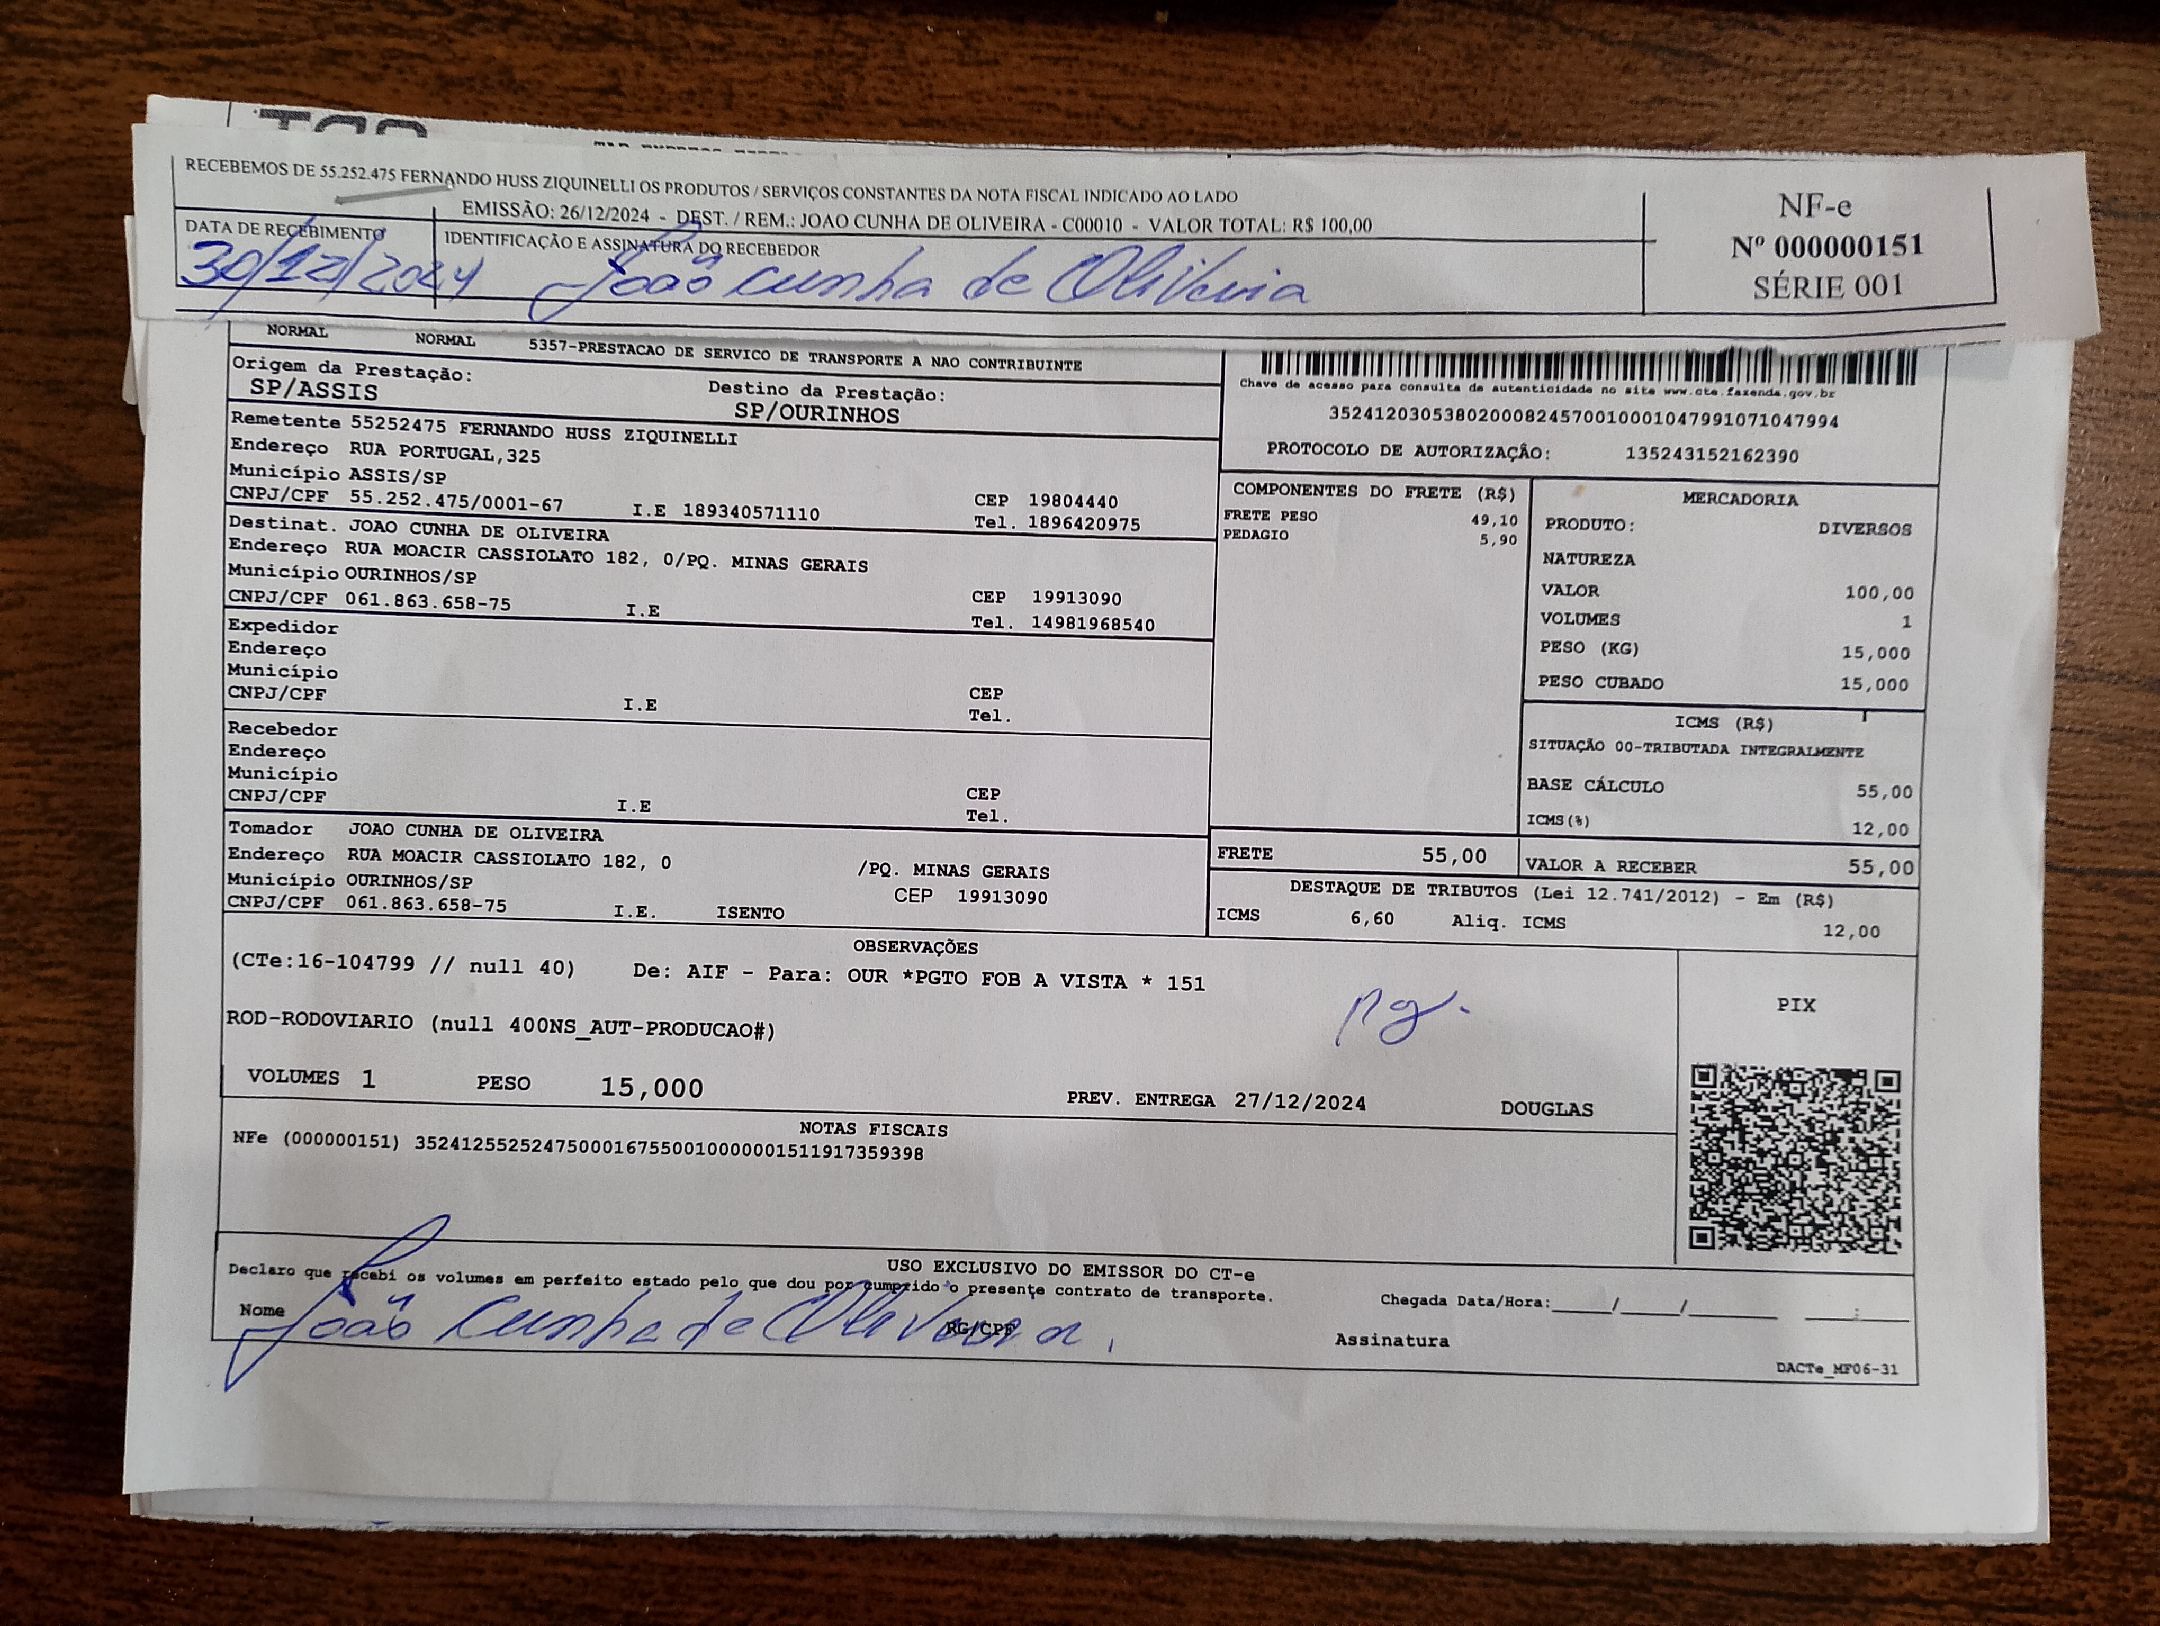 RECEBEMOS DE 55.252.475 FERNANDO HUSS ZIQUINELLI OS PRODUTOS / SERVIÇOS CONSTANTES DA NOTA FISCAL INDICADO AO LADO
EMISSÃO: 26/12/2024 - DEST. / REM.: JOAO CUNHA DE OLIVEIRA - C00010 - VALOR TOTAL: R$ 100,00
DATA DE RECEBIMENTO IDENTIFICAÇÃO E ASSINATURA DO RECEBEDOR
30/12/2024 João Cunha de Oliveira
NF-e
Nº 000000151
SÉRIE 001
NORMAL NORMAL 5357-PRESTACAO DE SERVICO DE TRANSPORTE A NAO CONTRIBUINTE
Origem da Prestação: Destino da Prestação:
SP/ASSIS SP/OURINHOS
Chave de acesso para consulta de autenticidade no site www.cte.fazenda.gov.br
35241203053802000824570010001047991071047994
PROTOCOLO DE AUTORIZAÇÃO: 135243152162390
Remetente 55252475 FERNANDO HUSS ZIQUINELLI
Endereço RUA PORTUGAL,325
Município ASSIS/SP CEP 19804440
CNPJ/CPF 55.252.475/0001-67 I.E 189340571110 Tel. 1896420975
Destinat. JOAO CUNHA DE OLIVEIRA
Endereço RUA MOACIR CASSIOLATO 182, 0/PQ. MINAS GERAIS
Município OURINHOS/SP CEP 19913090
CNPJ/CPF 061.863.658-75 I.E Tel. 14981968540
Expedidor
Endereço
Município CEP
CNPJ/CPF I.E Tel.
Recebedor
Endereço
Município CEP
CNPJ/CPF I.E Tel.
Tomador JOAO CUNHA DE OLIVEIRA
Endereço RUA MOACIR CASSIOLATO 182, 0 /PQ. MINAS GERAIS
Município OURINHOS/SP CEP 19913090
CNPJ/CPF 061.863.658-75 I.E. ISENTO
COMPONENTES DO FRETE (R$)
FRETE PESO 49,10
PEDAGIO 5,90
MERCADORIA
PRODUTO: DIVERSOS
NATUREZA
VALOR 100,00
VOLUMES 1
PESO (KG) 15,000
PESO CUBADO 15,000
ICMS (R$)
SITUAÇÃO 00-TRIBUTADA INTEGRALMENTE
BASE CÁLCULO 55,00
ICMS(%) 12,00
FRETE 55,00 VALOR A RECEBER 55,00
DESTAQUE DE TRIBUTOS (Lei 12.741/2012) - Em (R$)
ICMS 6,60 Aliq. ICMS 12,00
OBSERVAÇÕES
(CTe:16-104799 // null 40) De: AIF - Para: OUR *PGTO FOB A VISTA * 151
pg.
ROD-RODOVIARIO (null 400NS_AUT-PRODUCAO#)
VOLUMES 1 PESO 15,000 PREV. ENTREGA 27/12/2024 DOUGLAS
PIX
NOTAS FISCAIS
NFe (000000151) 35241255252475000167550010000001511917359398
USO EXCLUSIVO DO EMISSOR DO CT-e
Declaro que recebi os volumes em perfeito estado pelo que dou por cumprido o presente contrato de transporte.
Chegada Data/Hora:____/____/______ ____:____
Nome João Cunha de Oliveira RG/CPF
Assinatura
DACTe_MF06-31